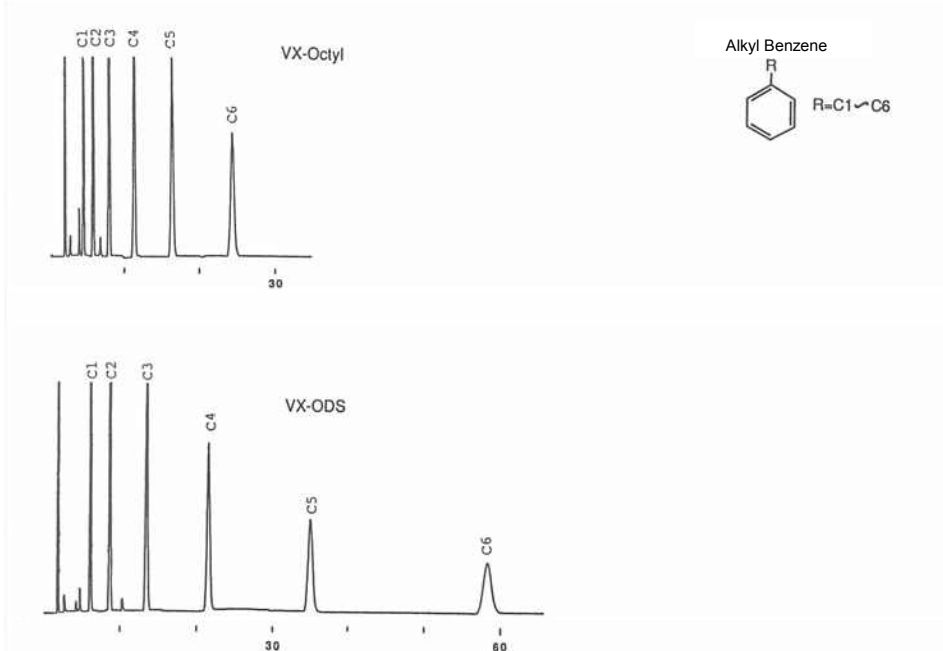 C1
C2
C3
C4
C5
C6
VX-Octyl
30
Alkyl Benzene
R
R=C1~C6
C1
C2
C3
C4
C5
C6
VX-ODS
30
60